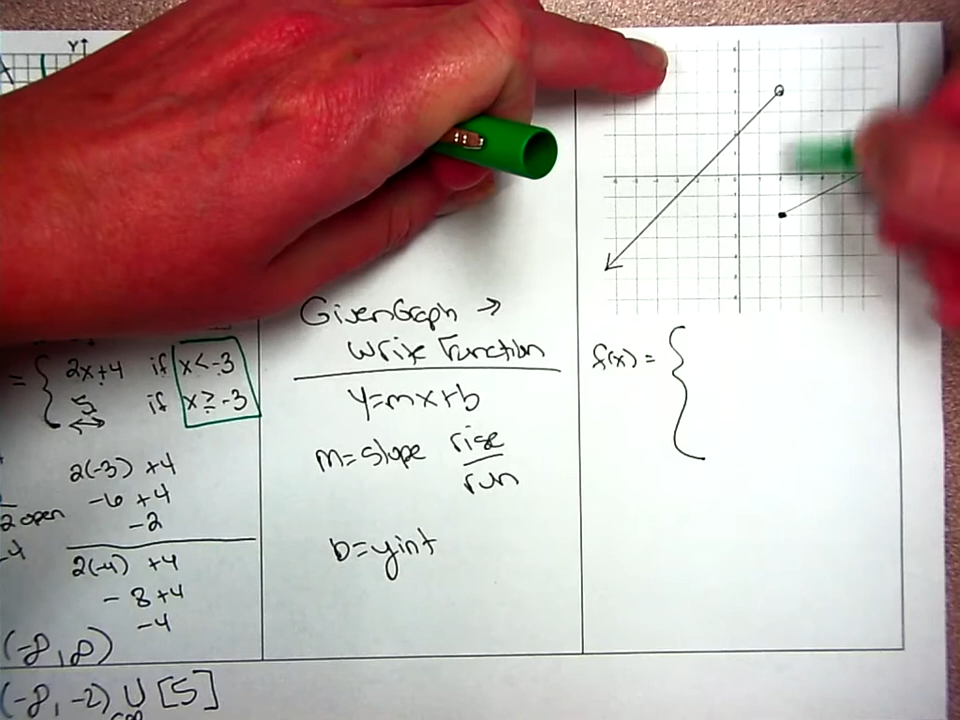 Y
= { 2x+4 if x<-3
5 if x≥-3
2(-3) +4
-6 +4
2 open -2
-4
2(-4) +4
-8+4
-4
(-∞,∞)
(-∞,-2) U [5]
Given Graph →
Write Function
y=mx+b
m=slope rise
run
b=yint
f(x) = {